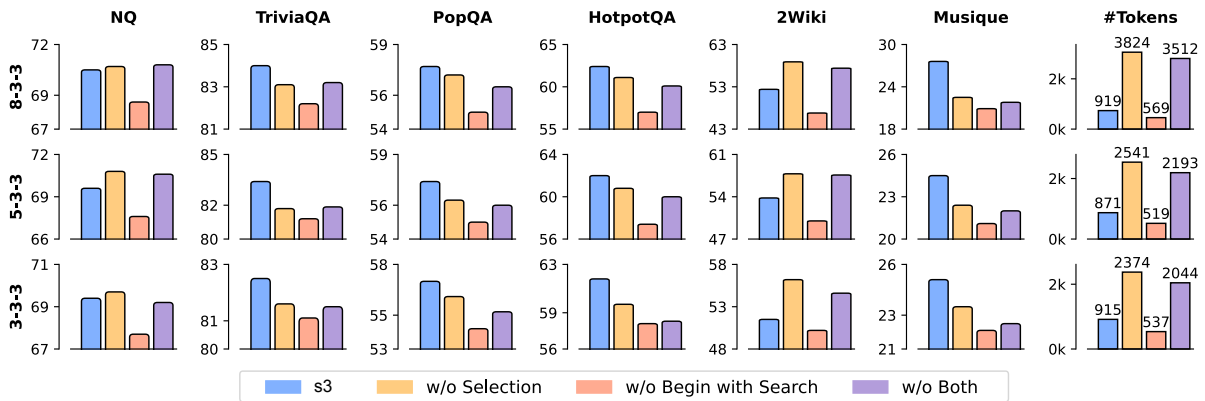 NQ TriviaQA PopQA HotpotQA 2Wiki Musique #Tokens
8-3-3
72 69 67
85 83 81
59 56 54
65 60 55
63 53 43
30 24 18
2k 0k
919 3824 569 3512
5-3-3
72 69 66
85 82 80
59 56 54
64 60 56
61 54 47
26 23 20
2k 0k
871 2541 519 2193
3-3-3
71 69 67
83 81 80
58 55 53
63 59 56
58 53 48
26 23 21
2k 0k
915 2374 537 2044
s3 w/o Selection w/o Begin with Search w/o Both